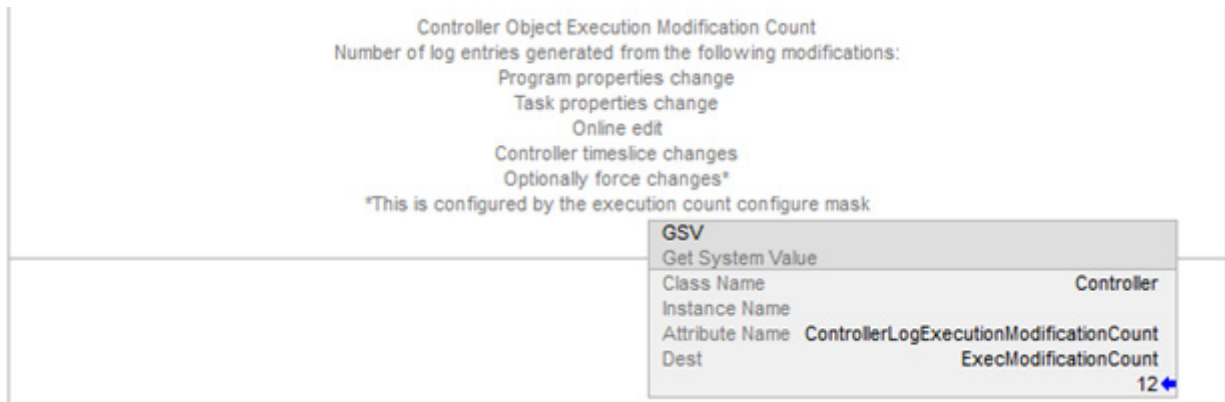 Controller Object Execution Modification Count
Number of log entries generated from the following modifications:
Program properties change
Task properties change
Online edit
Controller timeslice changes
Optionally force changes*
*This is configured by the execution count configure mask
GSV
Get System Value
Class Name Controller
Instance Name
Attribute Name ControllerLogExecutionModificationCount
Dest ExecModificationCount
12